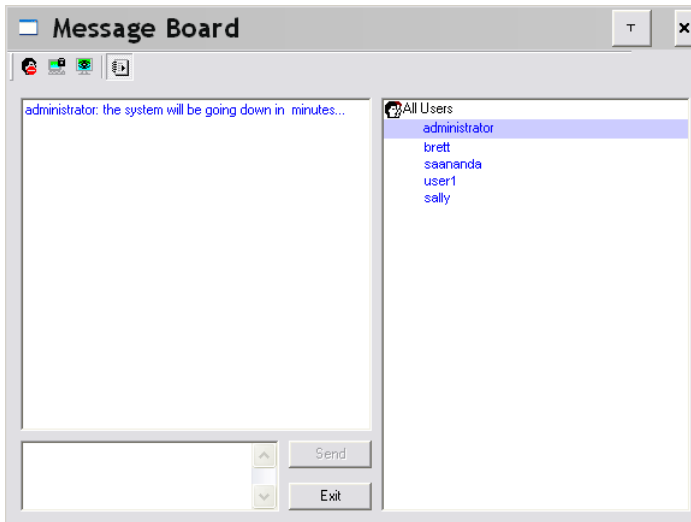 Message Board
T
administrator: the system will be going down in  minutes...
All Users
administrator
brett
saananda
user1
sally
Send
Exit